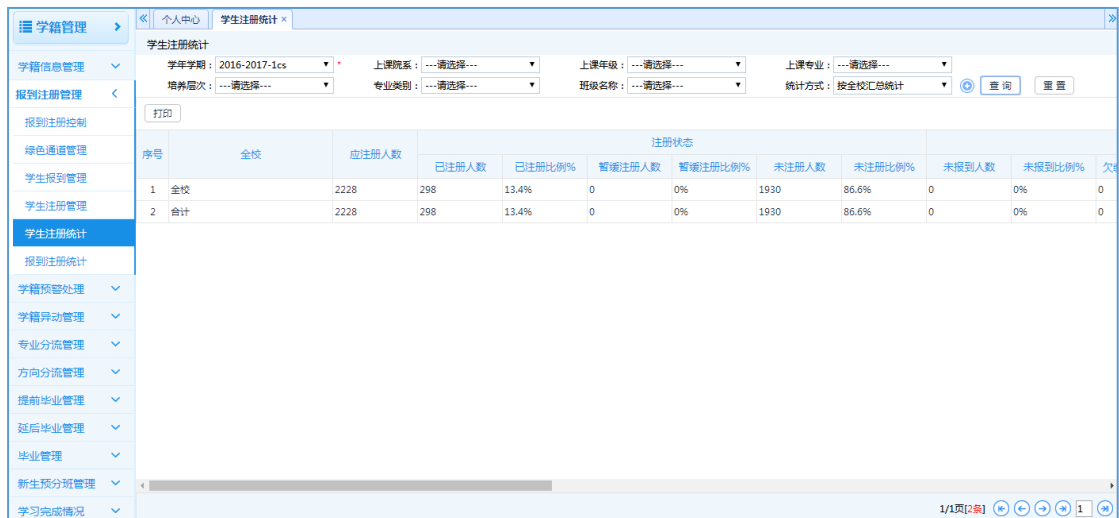 学籍管理
个人中心 学生注册统计 ×
学生注册统计
学年学期： 2016-2017-1cs * 上课院系： ---请选择--- 上课年级： ---请选择--- 上课专业： ---请选择---
培养层次： ---请选择--- 专业类别： ---请选择--- 班级名称： ---请选择--- 统计方式： 按全校汇总统计 查 询 重 置
打印
序号 全校 应注册人数 注册状态
已注册人数 已注册比例% 暂缓注册人数 暂缓注册比例% 未注册人数 未注册比例% 未报到人数 未报到比例%
1 全校 2228 298 13.4% 0 0% 1930 86.6% 0 0% 0
2 合计 2228 298 13.4% 0 0% 1930 86.6% 0 0% 0
学籍信息管理
报到注册管理
报到注册控制
绿色通道管理
学生报到管理
学生注册管理
学生注册统计
报到注册统计
学籍预警处理
学籍异动管理
专业分流管理
方向分流管理
提前毕业管理
延后毕业管理
毕业管理
新生预分班管理
学习完成情况
1/1页[2条] 1